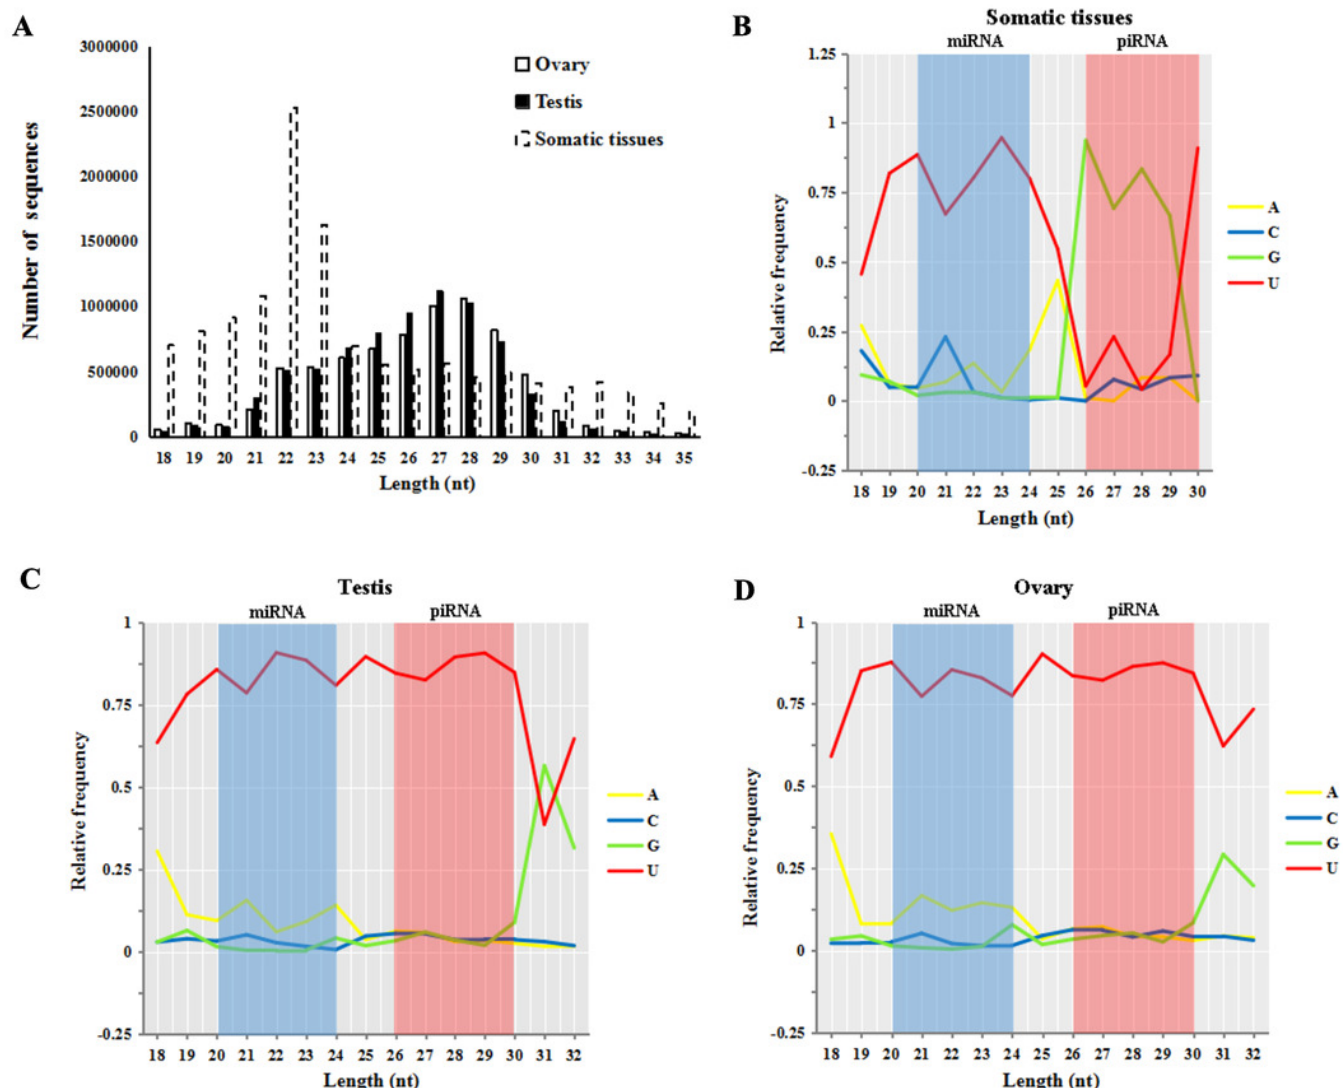 A
3000000
2500000
2000000
1500000
1000000
500000
0
Number of sequences
Ovary
Testis
Somatic tissues
18 19 20 21 22 23 24 25 26 27 28 29 30 31 32 33 34 35
Length (nt)
B
Somatic tissues
miRNA piRNA
1.25
1
0.75
0.5
0.25
0
-0.25
Relative frequency
A
C
G
U
18 19 20 21 22 23 24 25 26 27 28 29 30
Length (nt)
C
Testis
miRNA piRNA
1
0.75
0.5
0.25
0
-0.25
Relative frequency
A
C
G
U
18 19 20 21 22 23 24 25 26 27 28 29 30 31 32
Length (nt)
D
Ovary
miRNA piRNA
1
0.75
0.5
0.25
0
-0.25
Relative frequency
A
C
G
U
18 19 20 21 22 23 24 25 26 27 28 29 30 31 32
Length (nt)